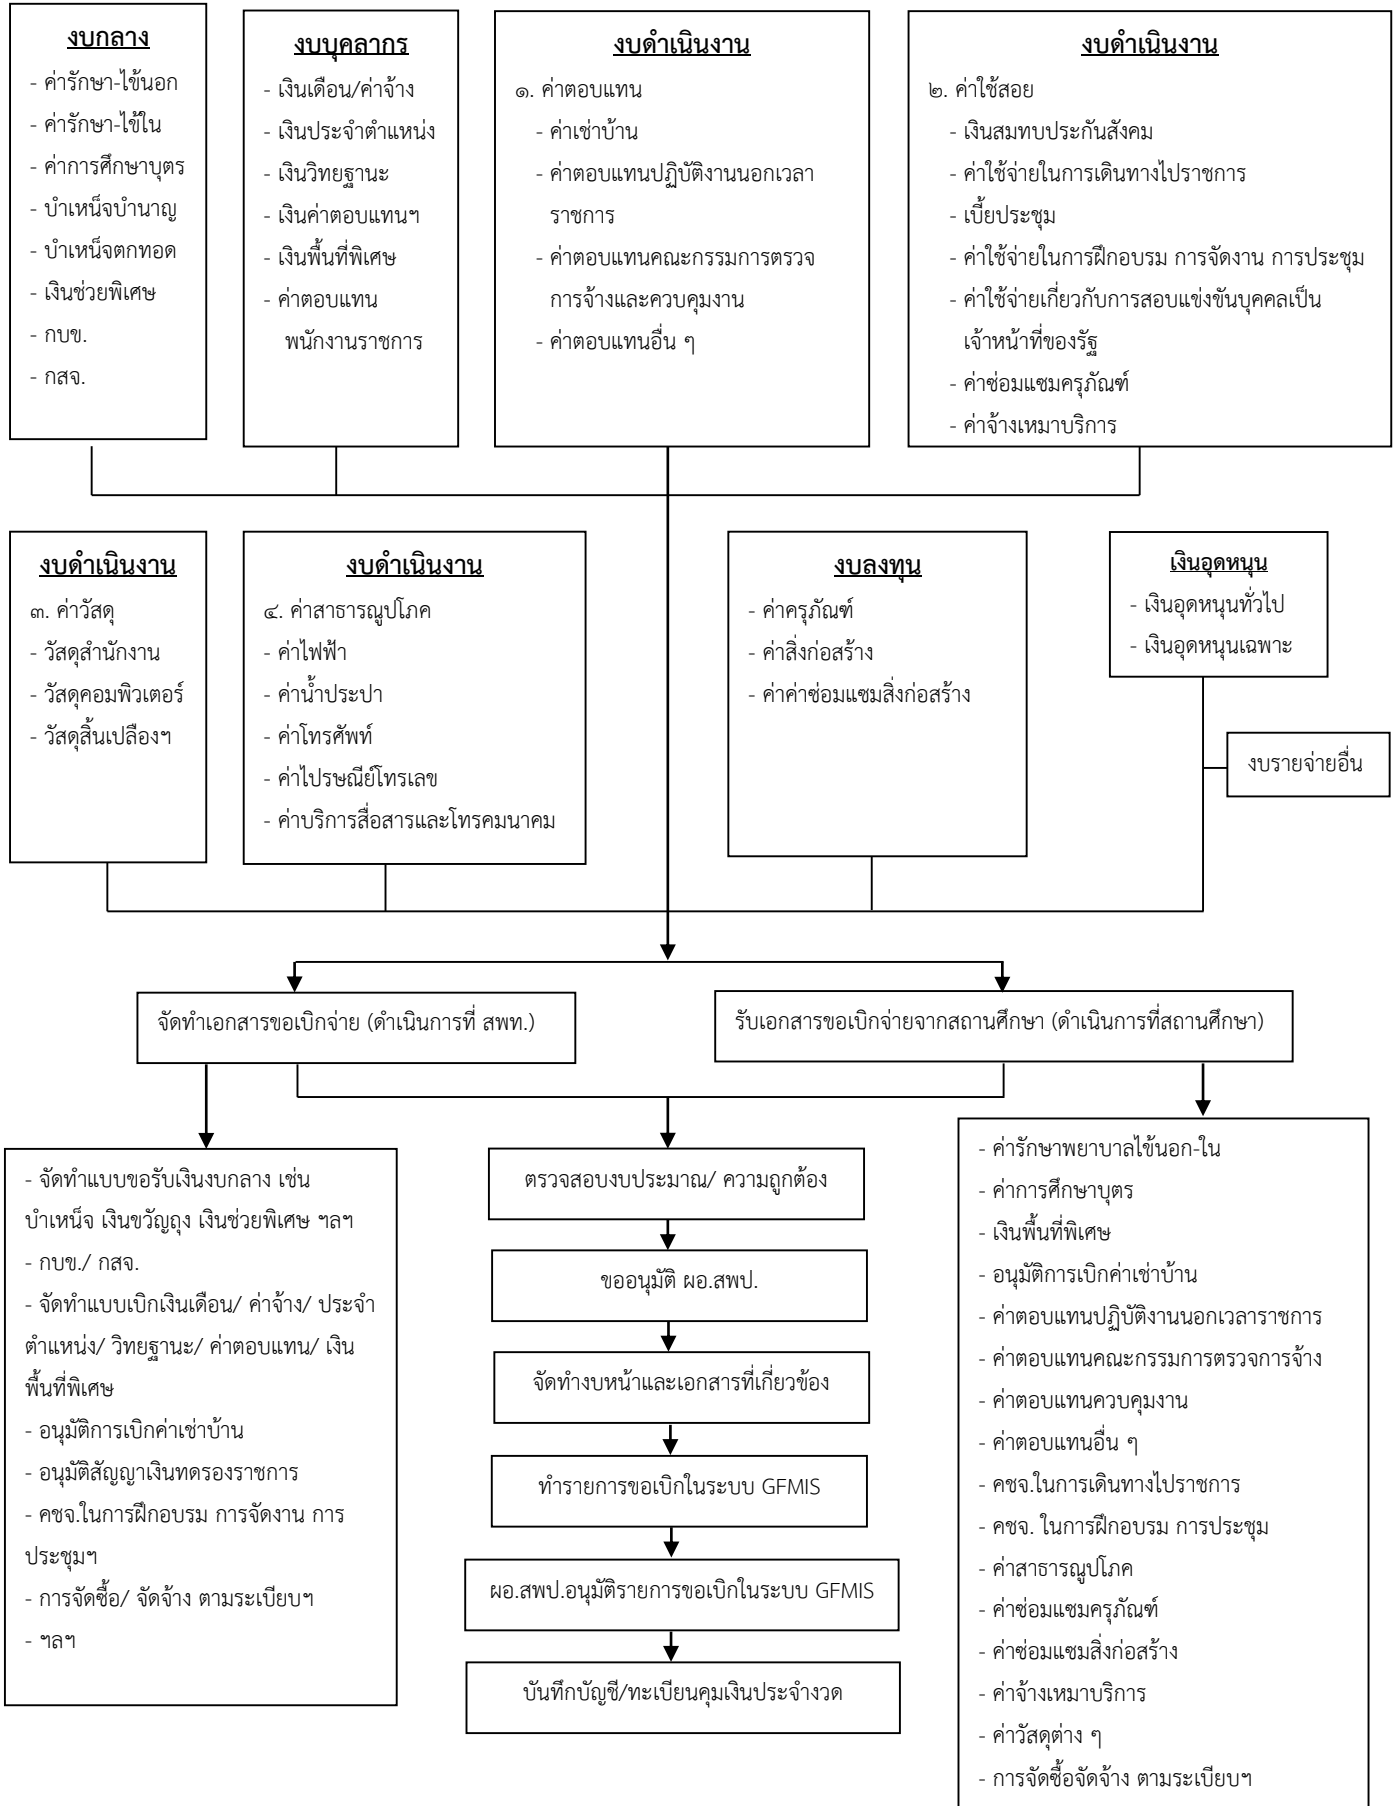 งบกลาง
- ค่ารักษา-ไข้นอก
- ค่ารักษา-ไข้ใน
- ค่าการศึกษาบุตร
- บำเหน็จบำนาญ
- บำเหน็จตกทอด
- เงินช่วยพิเศษ
- กบข.
- กสจ.
งบบุคลากร
- เงินเดือน/ค่าจ้าง
- เงินประจำตำแหน่ง
- เงินวิทยฐานะ
- เงินค่าตอบแทนฯ
- เงินพื้นที่พิเศษ
- ค่าตอบแทน
พนักงานราชการ
งบดำเนินงาน
๑. ค่าตอบแทน
- ค่าเช่าบ้าน
- ค่าตอบแทนปฏิบัติงานนอกเวลา
ราชการ
- ค่าตอบแทนคณะกรรมการตรวจ
การจ้างและควบคุมงาน
- ค่าตอบแทนอื่น ๆ
งบดำเนินงาน
๒. ค่าใช้สอย
- เงินสมทบประกันสังคม
- ค่าใช้จ่ายในการเดินทางไปราชการ
- เบี้ยประชุม
- ค่าใช้จ่ายในการฝึกอบรม การจัดงาน การประชุม
- ค่าใช้จ่ายเกี่ยวกับการสอบแข่งขันบุคคลเป็น
เจ้าหน้าที่ของรัฐ
- ค่าซ่อมแซมครุภัณฑ์
- ค่าจ้างเหมาบริการ
งบดำเนินงาน
๓. ค่าวัสดุ
- วัสดุสำนักงาน
- วัสดุคอมพิวเตอร์
- วัสดุสิ้นเปลืองฯ
งบดำเนินงาน
๔. ค่าสาธารณูปโภค
- ค่าไฟฟ้า
- ค่าน้ำประปา
- ค่าโทรศัพท์
- ค่าไปรษณีย์โทรเลข
- ค่าบริการสื่อสารและโทรคมนาคม
งบลงทุน
- ค่าครุภัณฑ์
- ค่าสิ่งก่อสร้าง
- ค่าค่าซ่อมแซมสิ่งก่อสร้าง
เงินอุดหนุน
- เงินอุดหนุนทั่วไป
- เงินอุดหนุนเฉพาะ
งบรายจ่ายอื่น
จัดทำเอกสารขอเบิกจ่าย (ดำเนินการที่ สพท.)
รับเอกสารขอเบิกจ่ายจากสถานศึกษา (ดำเนินการที่สถานศึกษา)
- จัดทำแบบขอรับเงินงบกลาง เช่น
บำเหน็จ เงินขวัญถุง เงินช่วยพิเศษ ฯลฯ
- กบข./ กสจ.
- จัดทำแบบเบิกเงินเดือน/ ค่าจ้าง/ ประจำ
ตำแหน่ง/ วิทยฐานะ/ ค่าตอบแทน/ เงิน
พื้นที่พิเศษ
- อนุมัติการเบิกค่าเช่าบ้าน
- อนุมัติสัญญาเงินทดรองราชการ
- คชจ.ในการฝึกอบรม การจัดงาน การ
ประชุมฯ
- การจัดซื้อ/ จัดจ้าง ตามระเบียบฯ
- ฯลฯ
ตรวจสอบงบประมาณ/ ความถูกต้อง
ขออนุมัติ ผอ.สพป.
จัดทำงบหน้าและเอกสารที่เกี่ยวข้อง
ทำรายการขอเบิกในระบบ GFMIS
ผอ.สพป.อนุมัติรายการขอเบิกในระบบ GFMIS
บันทึกบัญชี/ทะเบียนคุมเงินประจำงวด
- ค่ารักษาพยาบาลไข้นอก-ใน
- ค่าการศึกษาบุตร
- เงินพื้นที่พิเศษ
- อนุมัติการเบิกค่าเช่าบ้าน
- ค่าตอบแทนปฏิบัติงานนอกเวลาราชการ
- ค่าตอบแทนคณะกรรมการตรวจการจ้าง
- ค่าตอบแทนควบคุมงาน
- ค่าตอบแทนอื่น ๆ
- คชจ.ในการเดินทางไปราชการ
- คชจ. ในการฝึกอบรม การประชุม
- ค่าสาธารณูปโภค
- ค่าซ่อมแซมครุภัณฑ์
- ค่าซ่อมแซมสิ่งก่อสร้าง
- ค่าจ้างเหมาบริการ
- ค่าวัสดุต่าง ๆ
- การจัดซื้อจัดจ้าง ตามระเบียบฯ